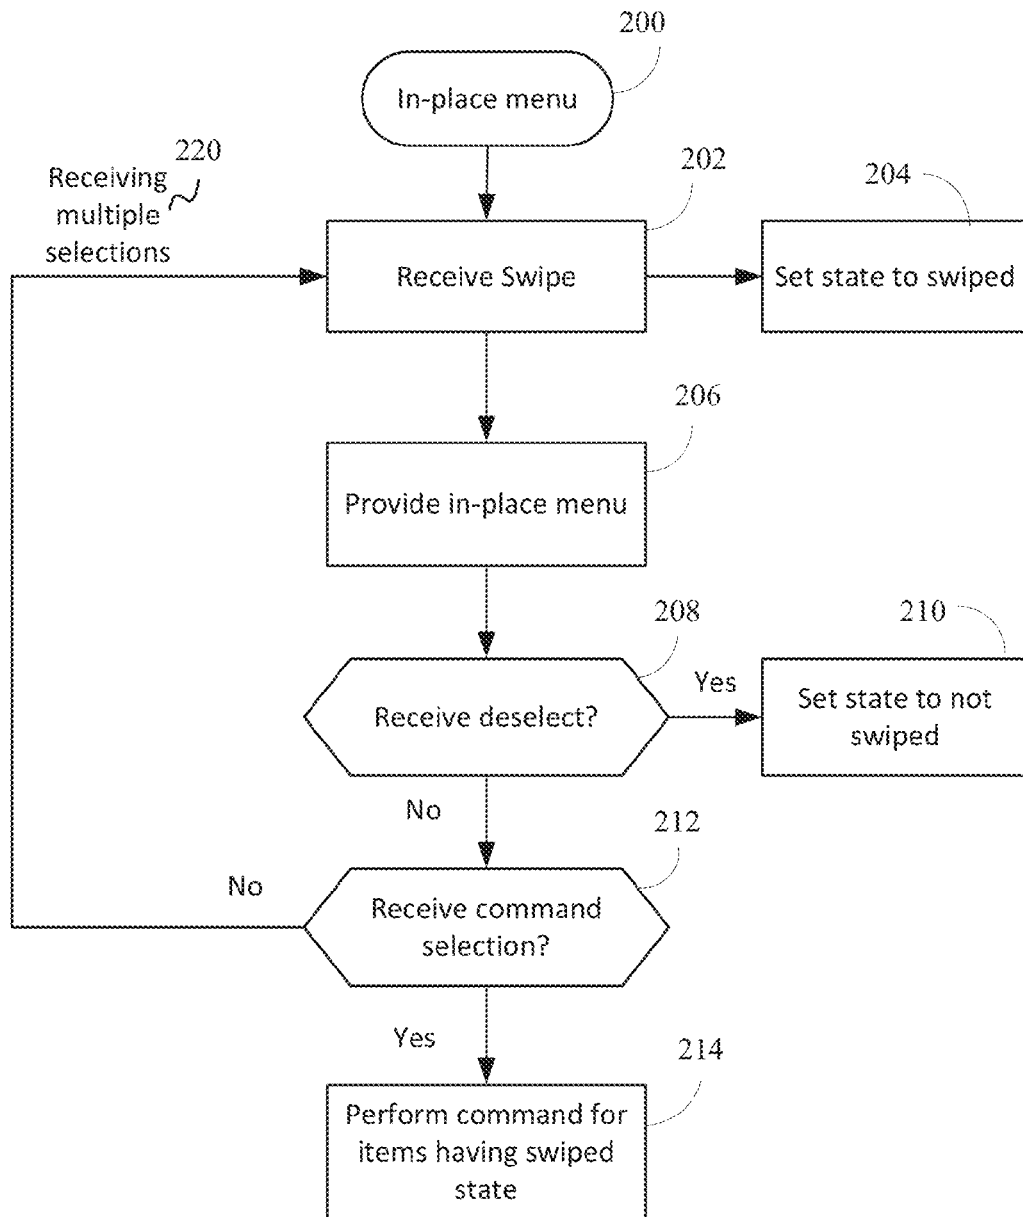 200
In-place menu
220
Receiving
multiple
selections
202
204
Receive Swipe
Set state to swiped
206
Provide in-place menu
208
210
Receive deselect?
Yes
Set state to not
swiped
No
212
No
Receive command
selection?
Yes
214
Perform command for
items having swiped
state